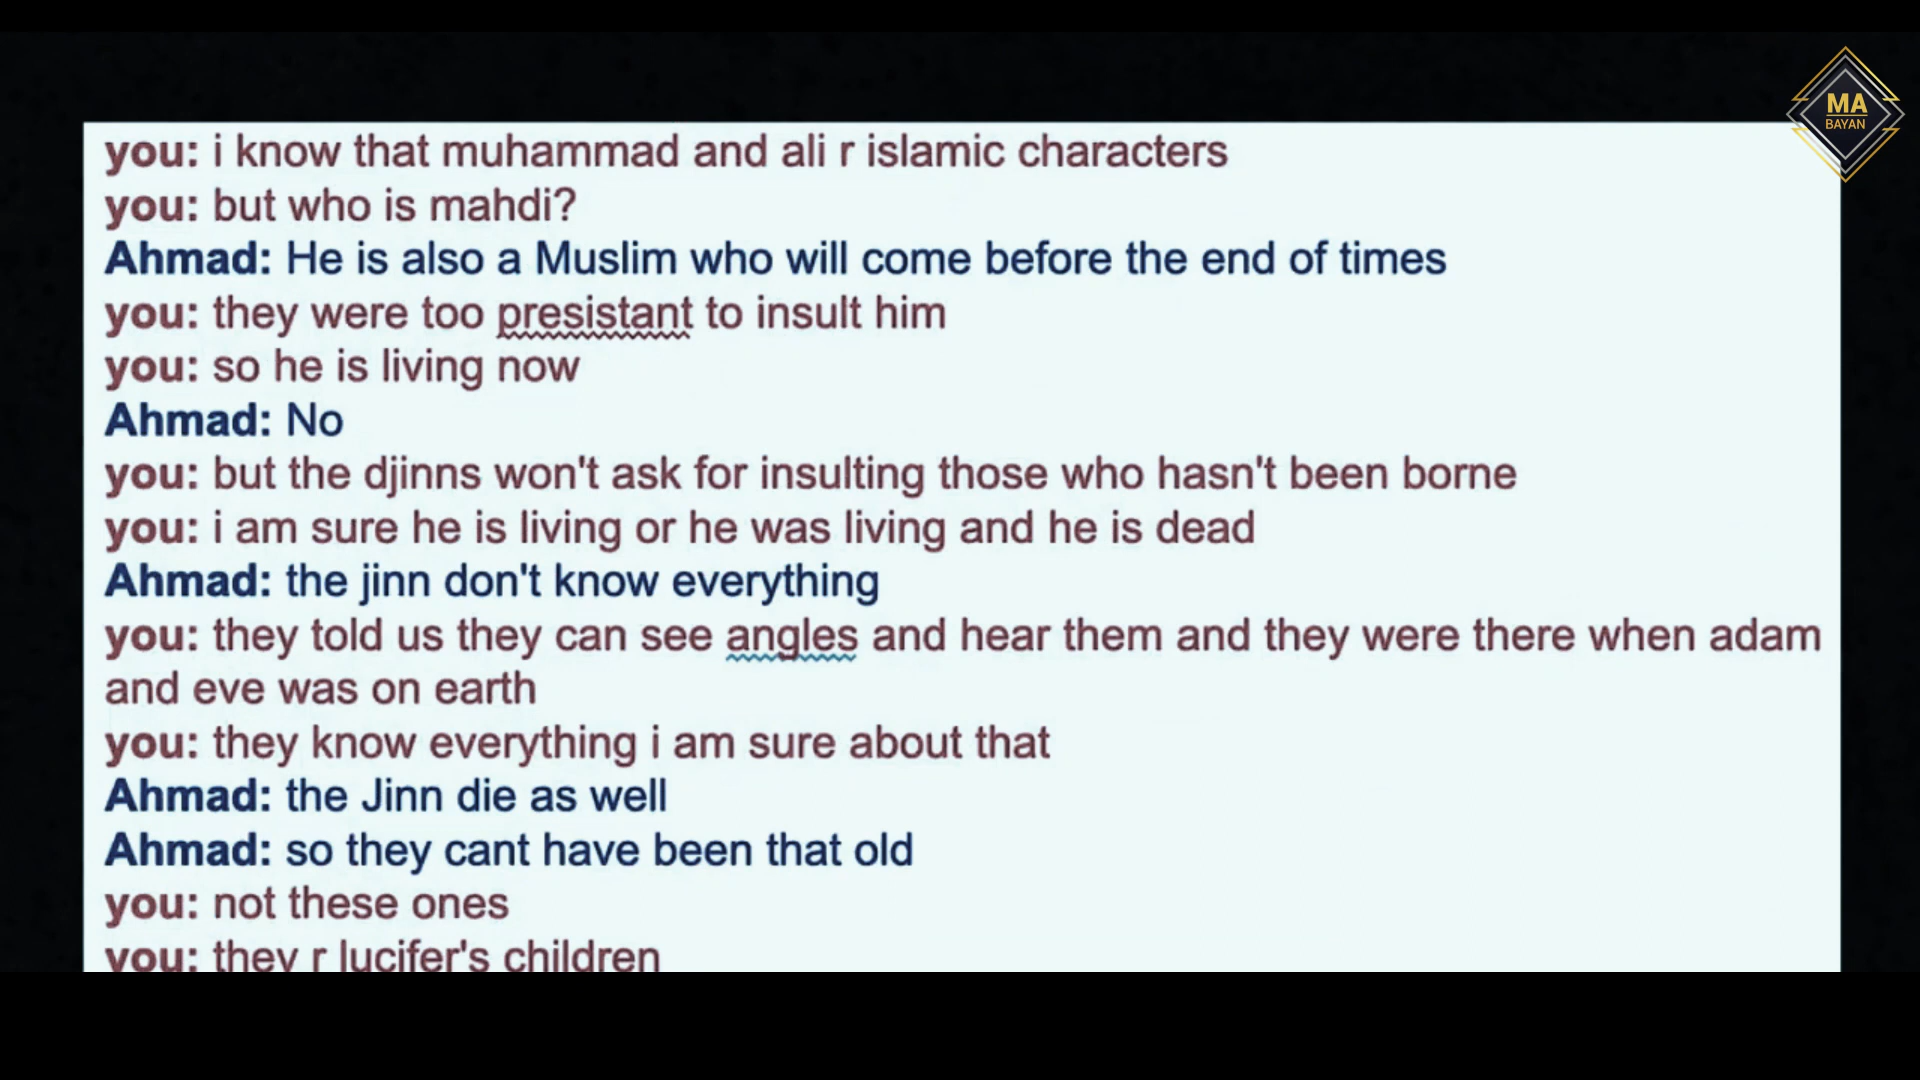 MA
BAYAN
you: i know that muhammad and ali r islamic characters
you: but who is mahdi?
Ahmad: He is also a Muslim who will come before the end of times
you: they were too presistant to insult him
you: so he is living now
Ahmad: No
you: but the djinns won't ask for insulting those who hasn't been borne
you: i am sure he is living or he was living and he is dead
Ahmad: the jinn don't know everything
you: they told us they can see angles and hear them and they were there when adam
and eve was on earth
you: they know everything i am sure about that
Ahmad: the Jinn die as well
Ahmad: so they cant have been that old
you: not these ones
you: they r lucifer's children